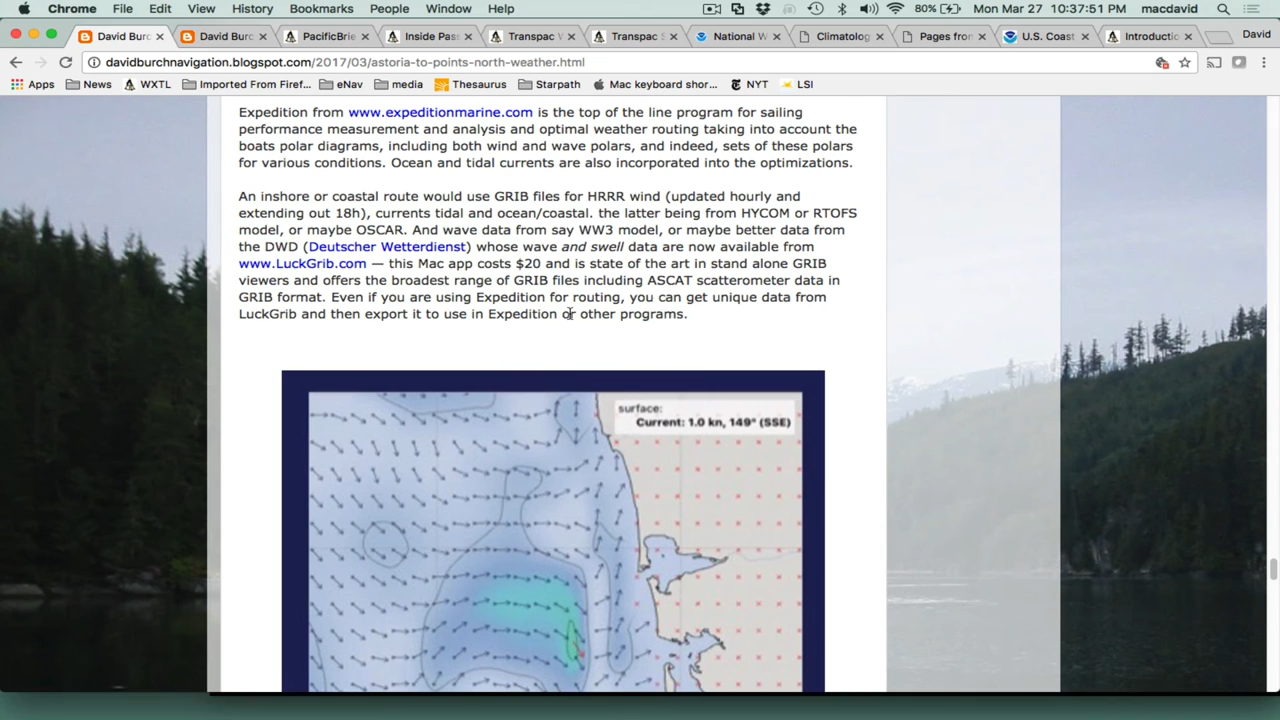 Chrome File Edit View History Bookmarks People Window Help 80% Mon Mar 27 10:37:51 PM macdavid
David Burc David Burc PacificBrie Inside Pas Transpac W Transpac S National W Climatolog Pages from U.S. Coast Introducti David
davidburchnavigation.blogspot.com/2017/03/astoria-to-points-north-weather.html
Apps News WXTL Imported From Firef... eNav media Thesaurus Starpath Mac keyboard shor... NYT LSI
Expedition from www.expeditionmarine.com is the top of the line program for sailing
performance measurement and analysis and optimal weather routing taking into account the
boats polar diagrams, including both wind and wave polars, and indeed, sets of these polars
for various conditions. Ocean and tidal currents are also incorporated into the optimizations.
An inshore or coastal route would use GRIB files for HRRR wind (updated hourly and
extending out 18h), currents tidal and ocean/coastal. the latter being from HYCOM or RTOFS
model, or maybe OSCAR. And wave data from say WW3 model, or maybe better data from
the DWD (Deutscher Wetterdienst) whose wave and swell data are now available from
www.LuckGrib.com — this Mac app costs $20 and is state of the art in stand alone GRIB
viewers and offers the broadest range of GRIB files including ASCAT scatterometer data in
GRIB format. Even if you are using Expedition for routing, you can get unique data from
LuckGrib and then export it to use in Expedition or other programs.
surface:
Current: 1.0 kn, 149° (SSE)